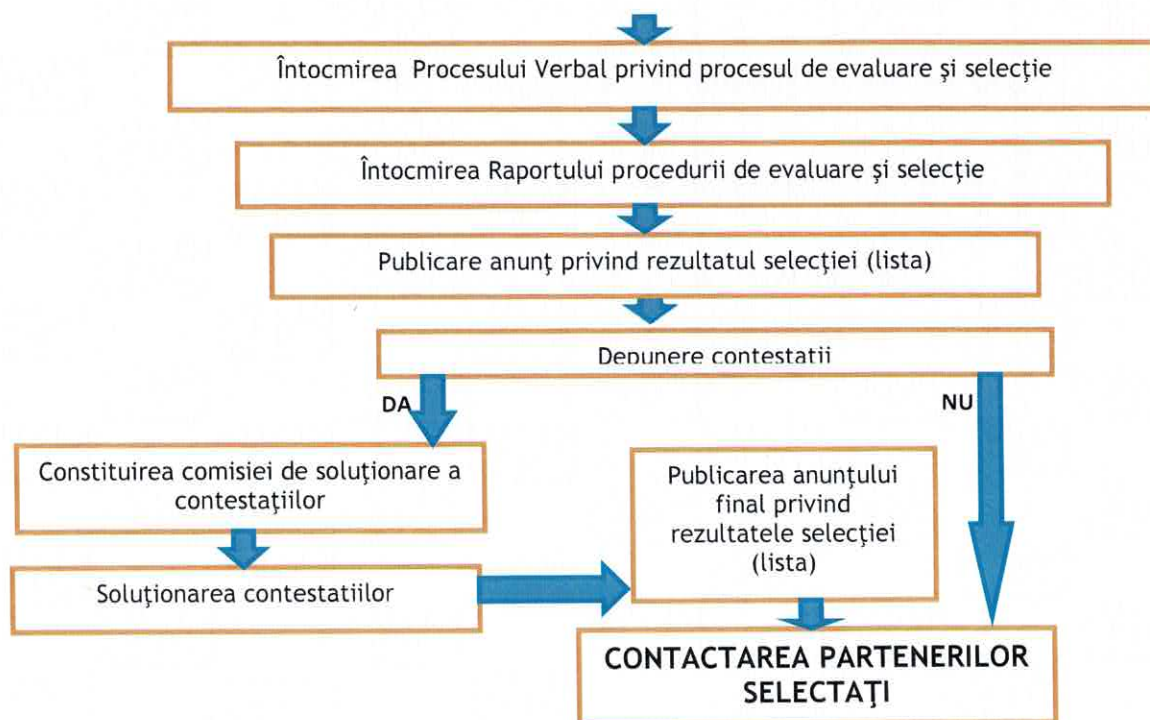 Întocmirea Procesului Verbal privind procesul de evaluare şi selecţie
Întocmirea Raportului procedurii de evaluare şi selecţie
Publicare anunţ privind rezultatul selecţiei (lista)
Depunere contestatii
DA
NU
Constituirea comisiei de soluţionare a
contestaţiilor
Soluţionarea contestatiilor
Publicarea anunţului
final privind
rezultatele selecţiei
(lista)
CONTACTAREA PARTENERILOR
SELECTAŢI